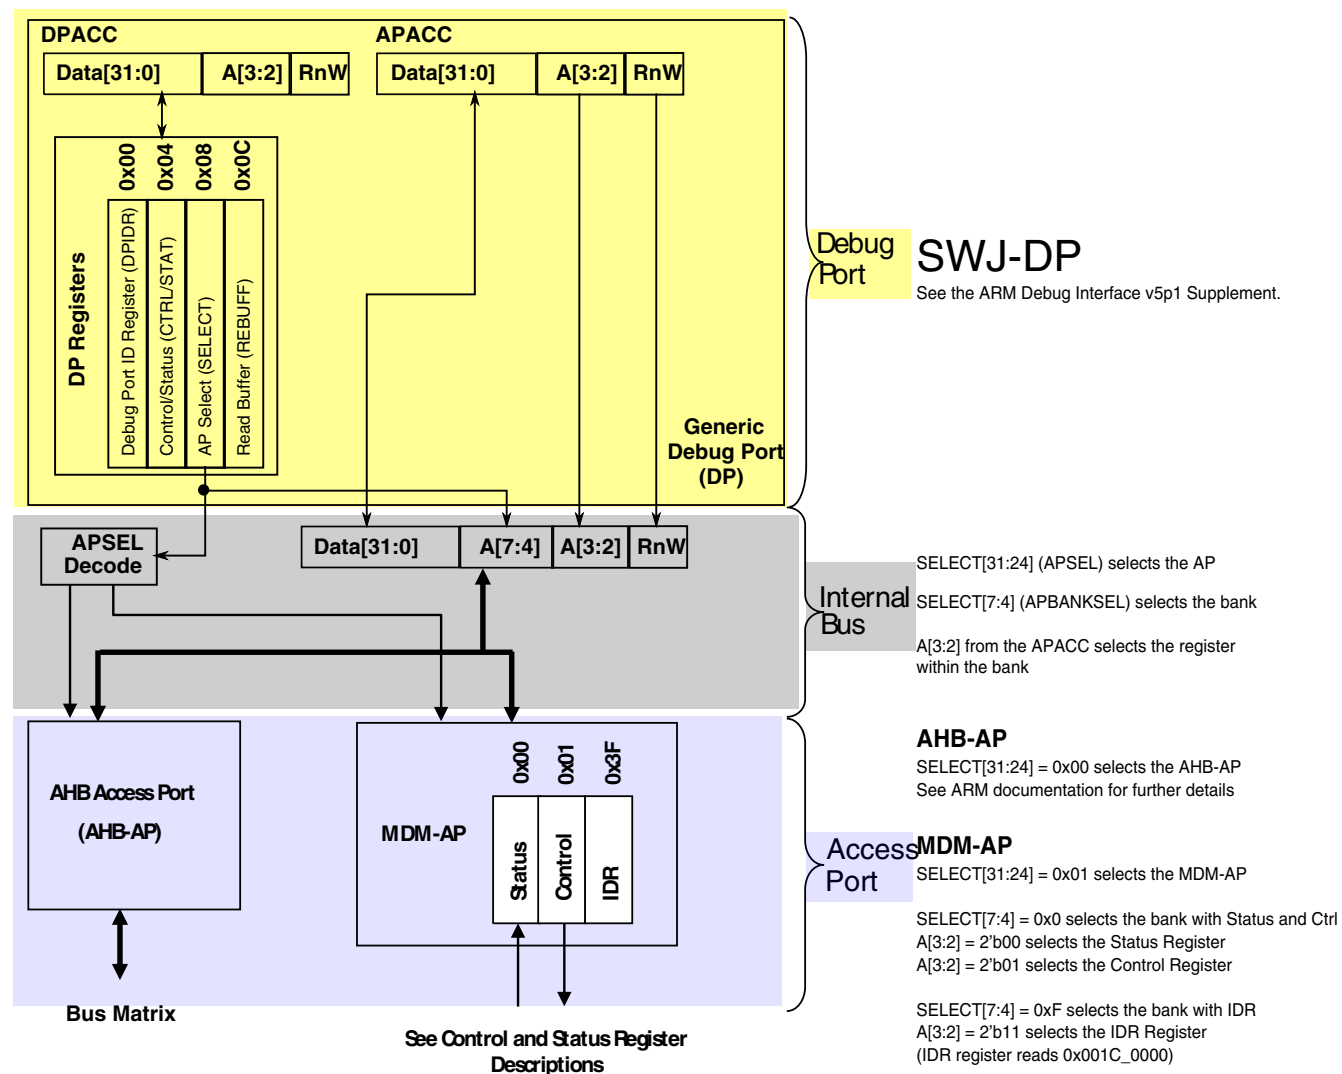 DPACC
APACC
Data[31:0] A[3:2] RnW
Data[31:0] A[3:2] RnW
0x00
0x04
0x08
0x0C
DP Registers
Debug Port ID Register (DPIDR)
Control/Status (CTRL/STAT)
AP Select (SELECT)
Read Buffer (REBUFF)
Generic
Debug Port
(DP)
Debug
Port
SWJ-DP
See the ARM Debug Interface v5p1 Supplement.
APSEL
Decode
Data[31:0] A[7:4] A[3:2] RnW
Internal
Bus
SELECT[31:24] (APSEL) selects the AP
SELECT[7:4] (APBANKSEL) selects the bank
A[3:2] from the APACC selects the register
within the bank
AHB Access Port
(AHB-AP)
MDM-AP
0x00
0x01
0x3F
Status
Control
IDR
Bus Matrix
See Control and Status Register
Descriptions
Access
Port
AHB-AP
SELECT[31:24] = 0x00 selects the AHB-AP
See ARM documentation for further details
MDM-AP
SELECT[31:24] = 0x01 selects the MDM-AP
SELECT[7:4] = 0x0 selects the bank with Status and Ctrl
A[3:2] = 2'b00 selects the Status Register
A[3:2] = 2'b01 selects the Control Register
SELECT[7:4] = 0xF selects the bank with IDR
A[3:2] = 2'b11 selects the IDR Register
(IDR register reads 0x001C_0000)